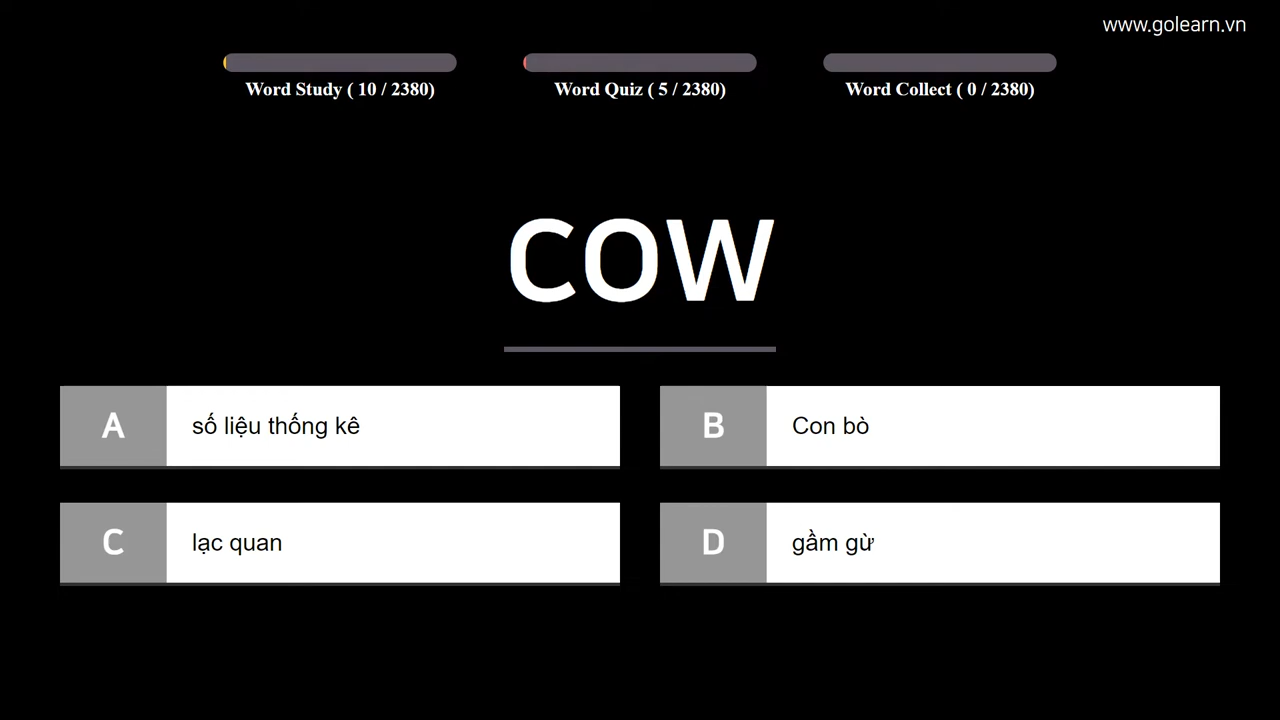 www.golearn.vn
Word Study ( 10 / 2380)
Word Quiz ( 5 / 2380)
Word Collect ( 0 / 2380)
COW
A số liệu thống kê
B Con bò
C lạc quan
D gầm gừ